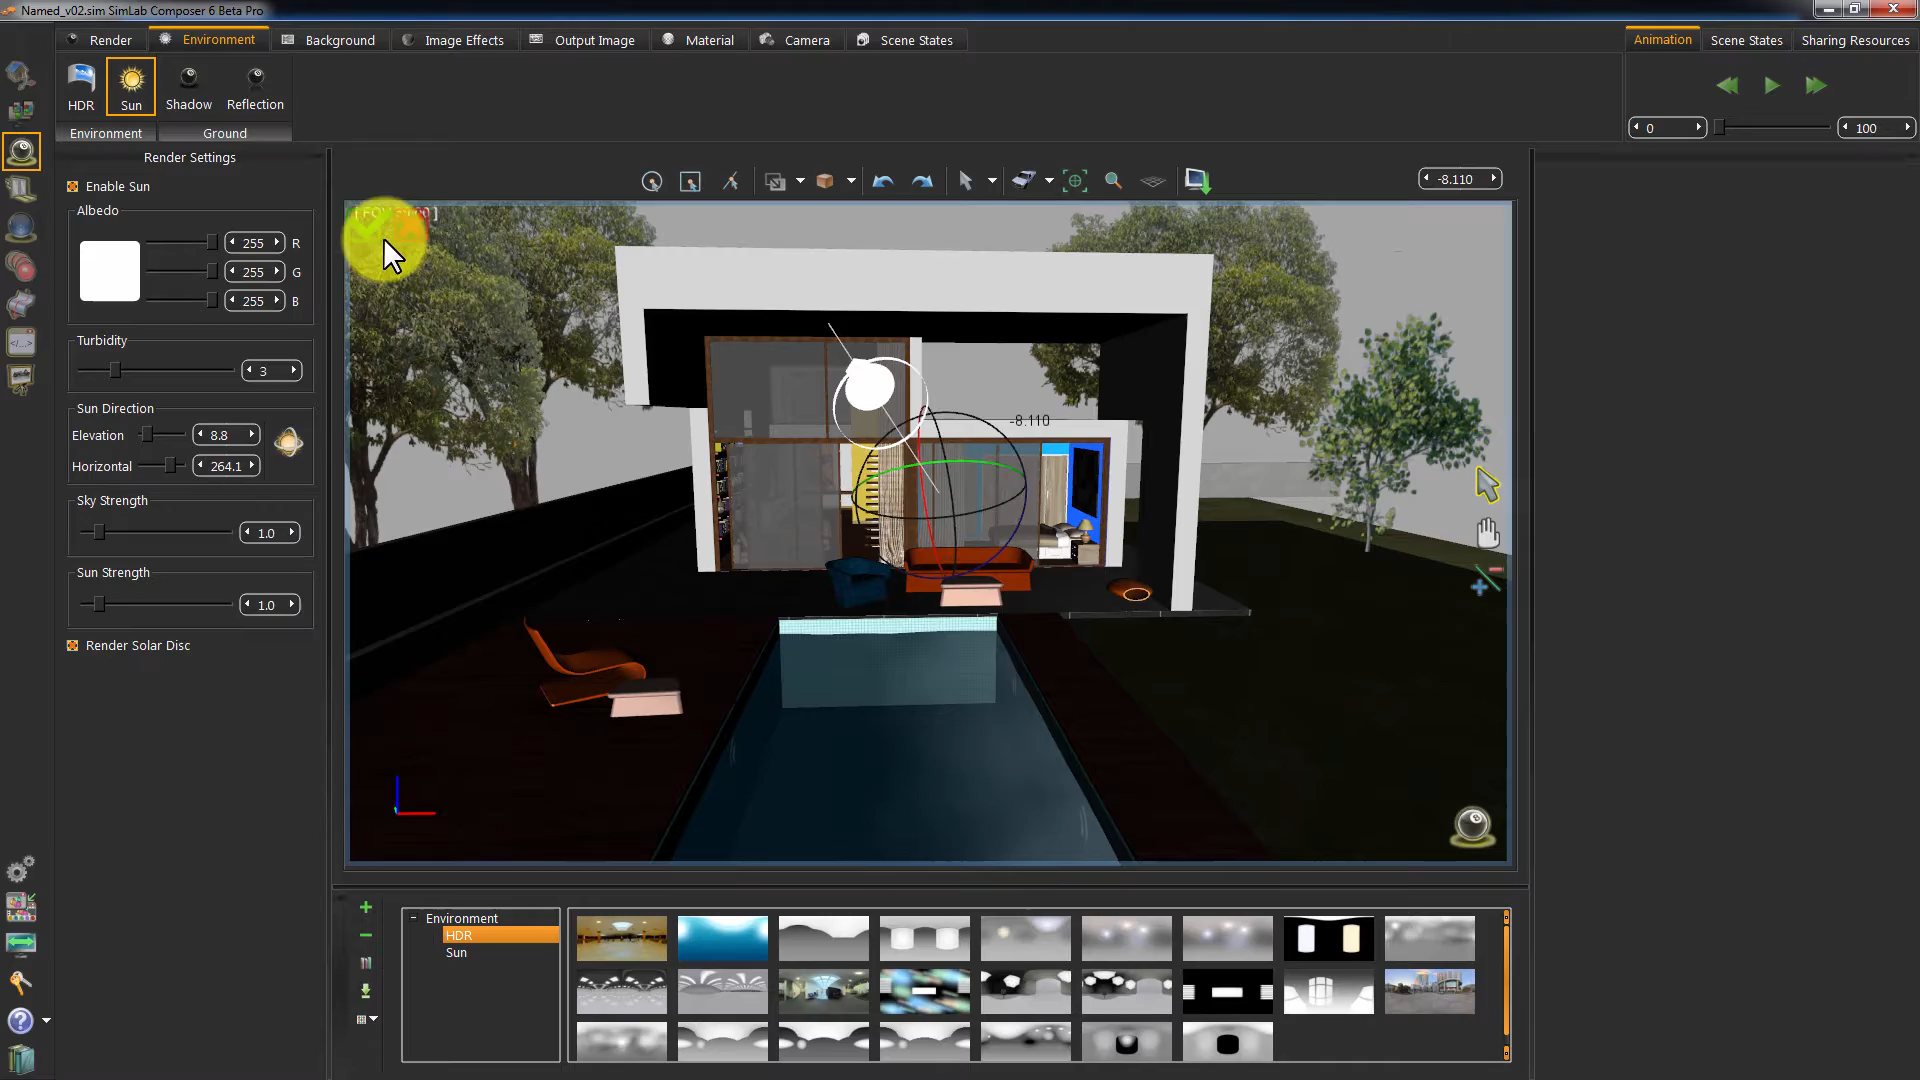 Named_v02.sim SimLab Composer 6 Beta Pro
Render
Environment
Background
Image Effects
Output Image
Material
Camera
Scene States
Animation
Scene States
Sharing Resources
HDR
Sun
Shadow
Reflection
Environment
Ground
0
100
Render Settings
Enable Sun
-8.110
Albedo
255 R
255 G
255 B
Turbidity
3
Sun Direction
Elevation 8.8
Horizontal 264.1
-8.110
Sky Strength
1.0
Sun Strength
1.0
Render Solar Disc
Environment
HDR
Sun